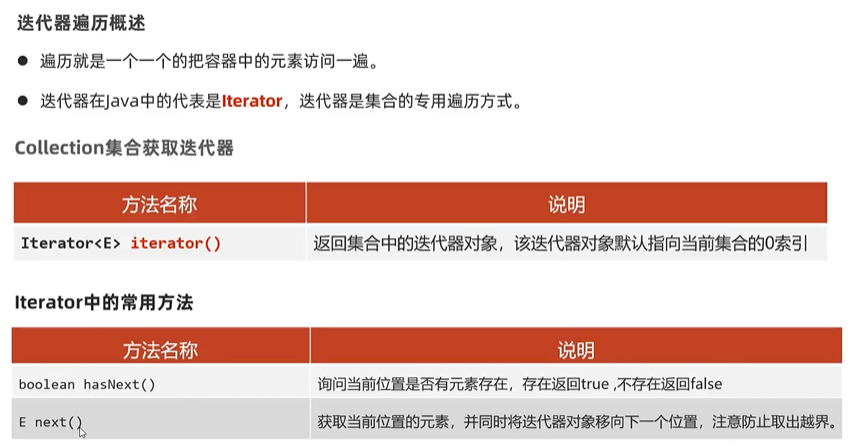 迭代器遍历概述
● 遍历就是一个一个的把容器中的元素访问一遍。
● 迭代器在Java中的代表是Iterator，迭代器是集合的专用遍历方式。
Collection集合获取迭代器
方法名称 说明
Iterator<E> iterator() 返回集合中的迭代器对象，该迭代器对象默认指向当前集合的0索引
Iterator中的常用方法
方法名称 说明
boolean hasNext() 询问当前位置是否有元素存在，存在返回true ,不存在返回false
E next() 获取当前位置的元素，并同时将迭代器对象移向下一个位置，注意防止取出越界。